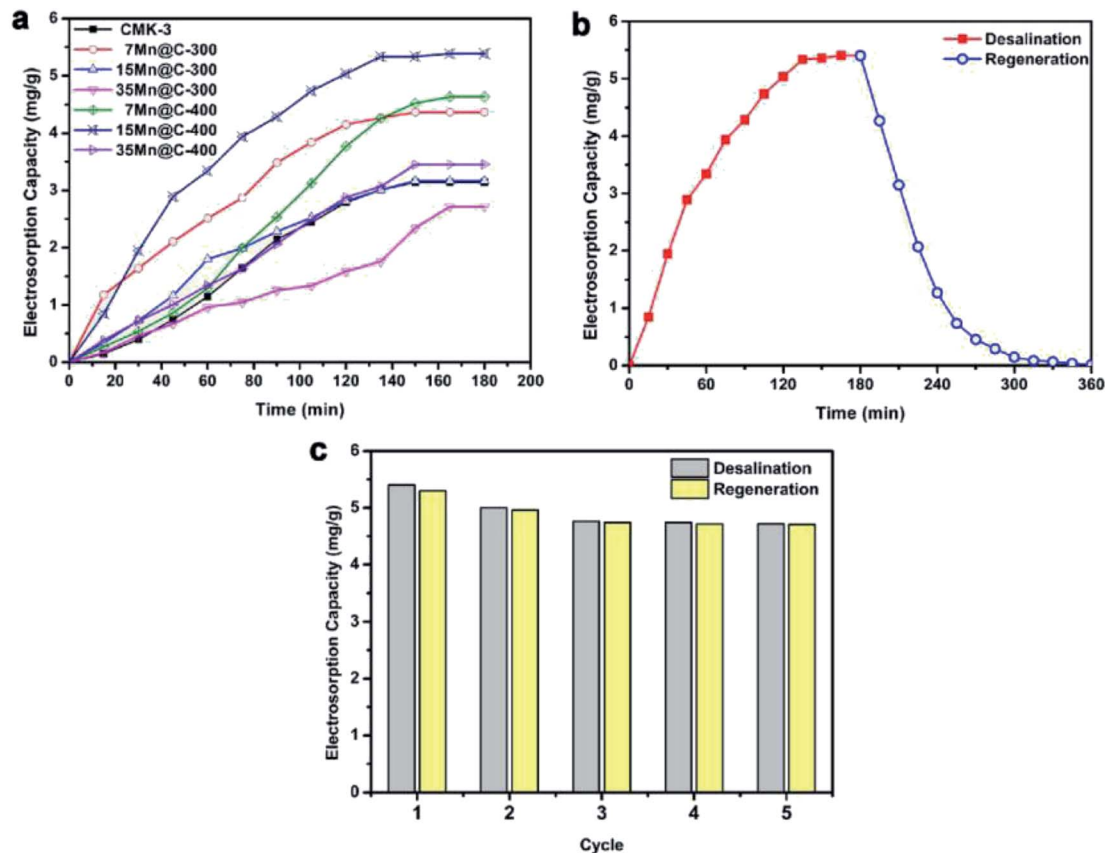 a
Electrosorption Capacity (mg/g)
6
5
4
3
2
1
0
CMK-3
7Mn@C-300
15Mn@C-300
35Mn@C-300
7Mn@C-400
15Mn@C-400
35Mn@C-400
0 20 40 60 80 100 120 140 160 180 200
Time (min)
b
Electrosorption Capacity (mg/g)
6
5
4
3
2
1
0
Desalination
Regeneration
0 60 120 180 240 300 360
Time (min)
c
Electrosorption Capacity (mg/g)
6
5
4
3
2
1
0
Desalination
Regeneration
1 2 3 4 5
Cycle